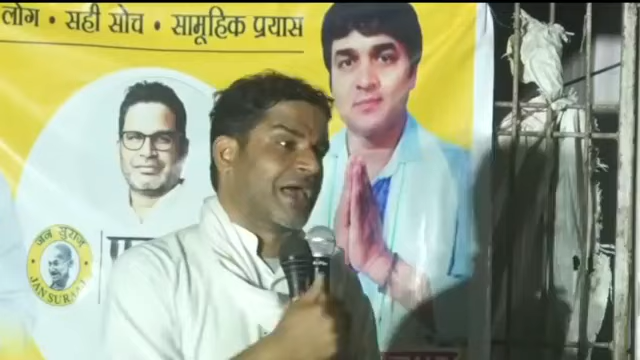 लोग • सही सोच • सामूहिक प्रयास
जन सुराज
JAN SURAAJ